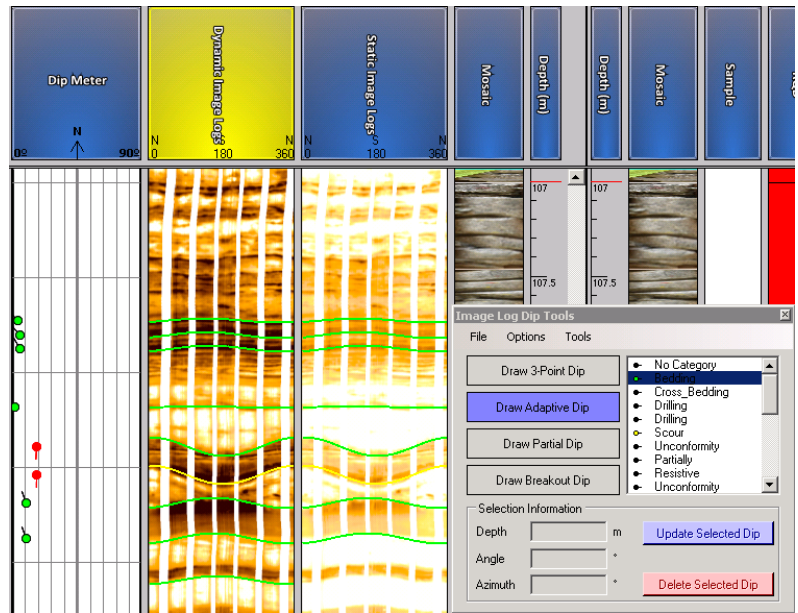 Dip Meter
N
0º
90º
Dynamic Image Logs
N
N
0
180
360
Static Image Logs
N
S
N
0
180
360
Mosaic
Depth (m)
Depth (m)
Mosaic
Sample
107
107.5
107
107.5
Image Log Dip Tools
File Options Tools
Draw 3-Point Dip
Draw Adaptive Dip
Draw Partial Dip
Draw Breakout Dip
No Category
Bedding
Cross_Bedding
Drilling
Drilling
Scour
Unconformity
Partially
Resistive
Unconformity
Selection Information
Depth m
Angle °
Azimuth °
Update Selected Dip
Delete Selected Dip